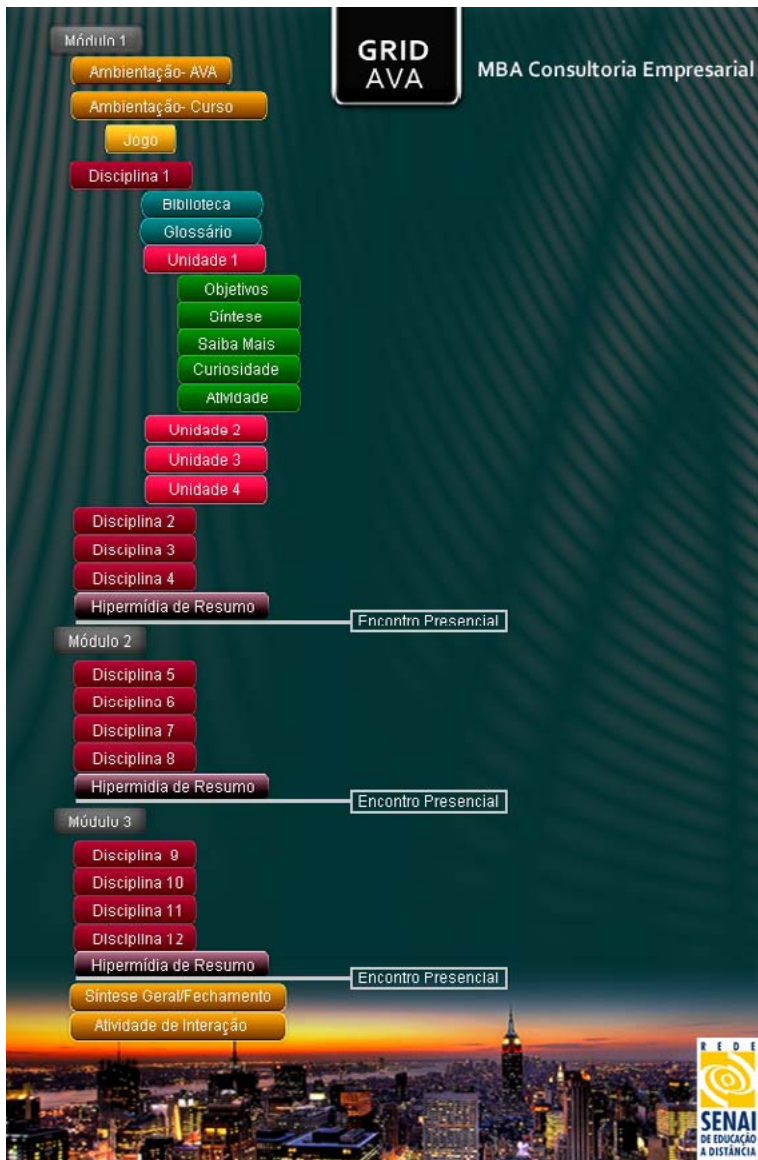 Módulo 1
GRID
AVA
MBA Consultoria Empresarial
Ambientação- AVA
Ambientação- Curso
Jogo
Disciplina 1
Biblioteca
Glossário
Unidade 1
Objetivos
Síntese
Saiba Mais
Curiosidade
Atividade
Unidade 2
Unidade 3
Unidade 4
Disciplina 2
Disciplina 3
Disciplina 4
Hipermídia de Resumo
Encontro Presencial
Módulo 2
Disciplina 5
Disciplina 6
Disciplina 7
Disciplina 8
Hipermídia de Resumo
Encontro Presencial
Módulo 3
Disciplina 9
Disciplina 10
Disciplina 11
Disciplina 12
Hipermídia de Resumo
Encontro Presencial
Síntese Geral/Fechamento
Atividade de Interação
REDE
SENAI
DE EDUCAÇÃO
A DISTÂNCIA